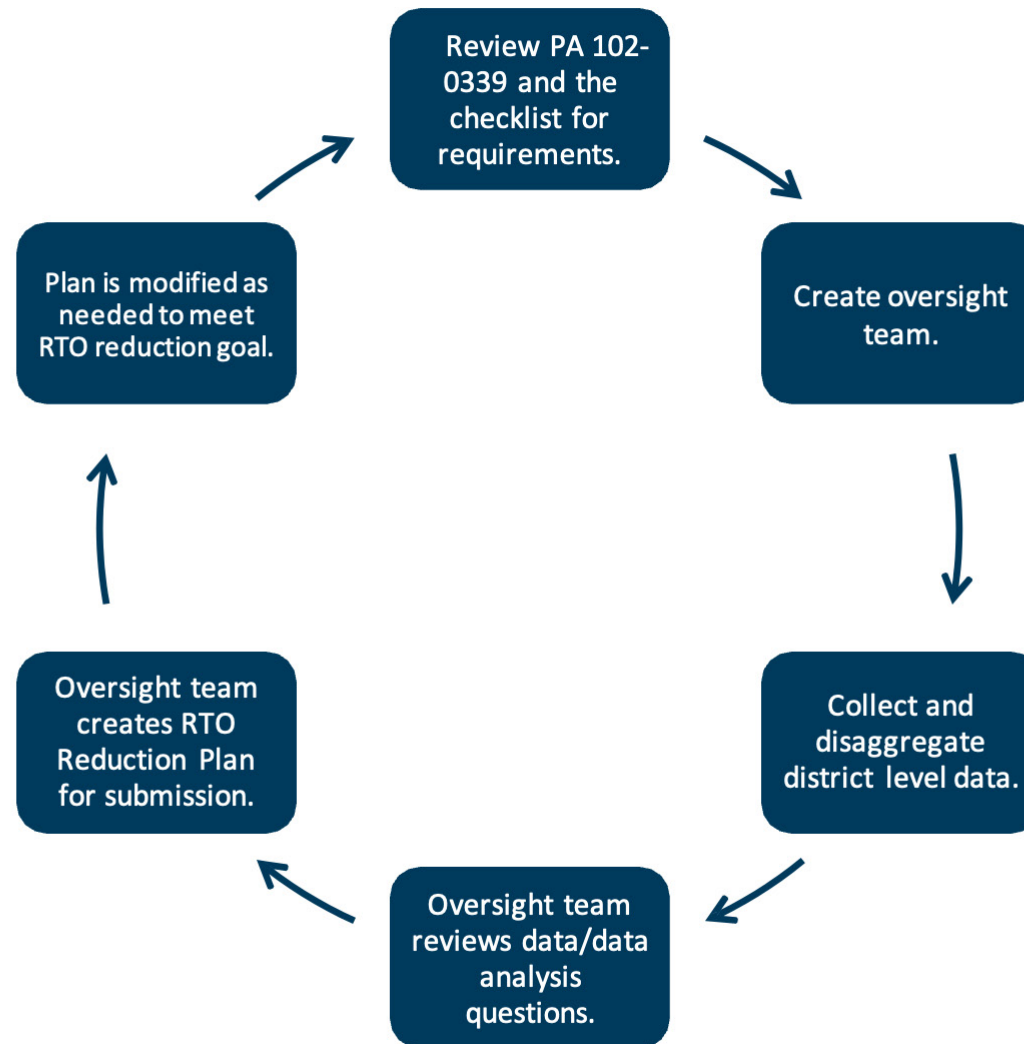 Review PA 102-
0339 and the
checklist for
requirements.
Create oversight
team.
Collect and
disaggregate
district level data.
Oversight team
reviews data/data
analysis
questions.
Oversight team
creates RTO
Reduction Plan
for submission.
Plan is modified as
needed to meet
RTO reduction goal.